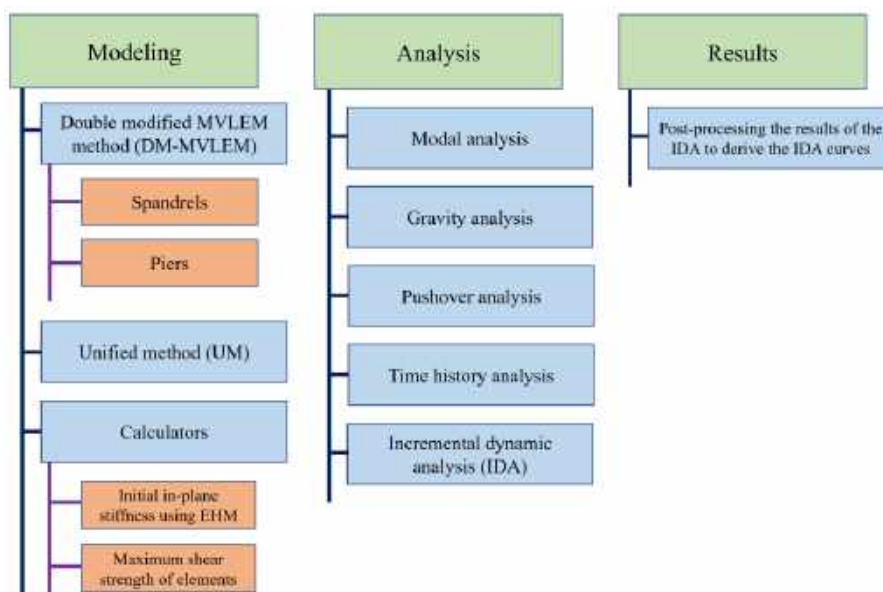 Modeling
Double modified MVLEM
method (DM-MVLEM)
Spandrels
Piers
Unified method (UM)
Calculators
Initial in-plane
stiffness using EHM
Maximum shear
strength of elements
Analysis
Modal analysis
Gravity analysis
Pushover analysis
Time history analysis
Incremental dynamic
analysis (IDA)
Results
Post-processing the results of the
IDA to derive the IDA curves